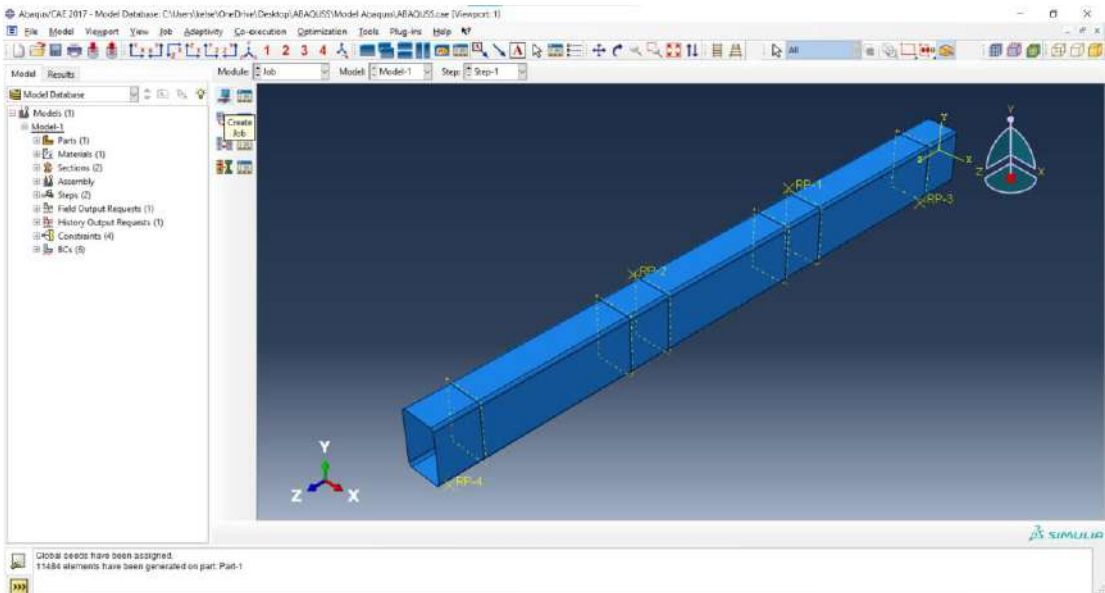 Abaqus/CAE 2017 - Model Database: C:\Users\kelse\OneDrive\Desktop\ABAQUSS\Model Abaquss\ABAQUSS.cae [Viewport: 1]
File Model Viewport View Job Adaptivity Co-execution Optimization Tools Plug-ins Help
1 2 3 4 A All
Model Results Module: Job Model: Model-1 Step: Step-1
Model Database
Models (1)
Model-1
Parts (1)
Materials (1)
Sections (2)
Assembly
Steps (2)
Field Output Requests (1)
History Output Requests (1)
Constraints (4)
BCs (6)
Create
Job
Y
Y
X
Z
X
RP-1
RP-3
RP-2
RP-4
Y
Z X
SIMULIA
Global seeds have been assigned.
11484 elements have been generated on part: Part-1
>>>